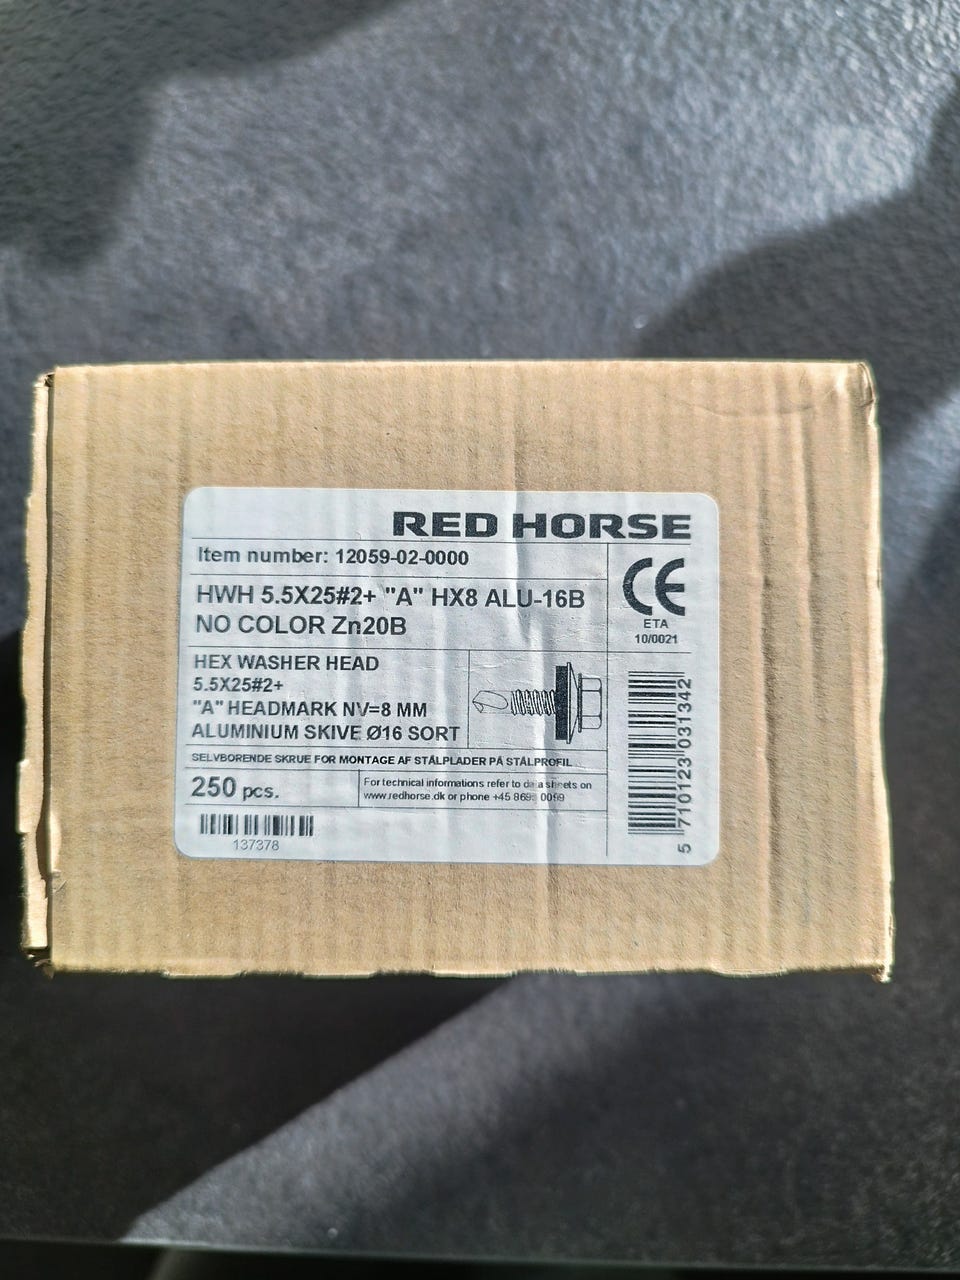 RED HORSE
Item number: 12059-02-0000
HWH 5.5X25#2+ "A" HX8 ALU-16B
NO COLOR Zn20B
CE
ETA
10/0021
HEX WASHER HEAD
5.5X25#2+
"A" HEADMARK NV=8 MM
ALUMINIUM SKIVE Ø16 SORT
SELVBORENDE SKRUE FOR MONTAGE AF STÅLPLADER PÅ STÅLPROFIL
250 pcs.
For technical informations refer to data sheets on
www.redhorse.dk or phone +45 0099
137378
5 710123 031342